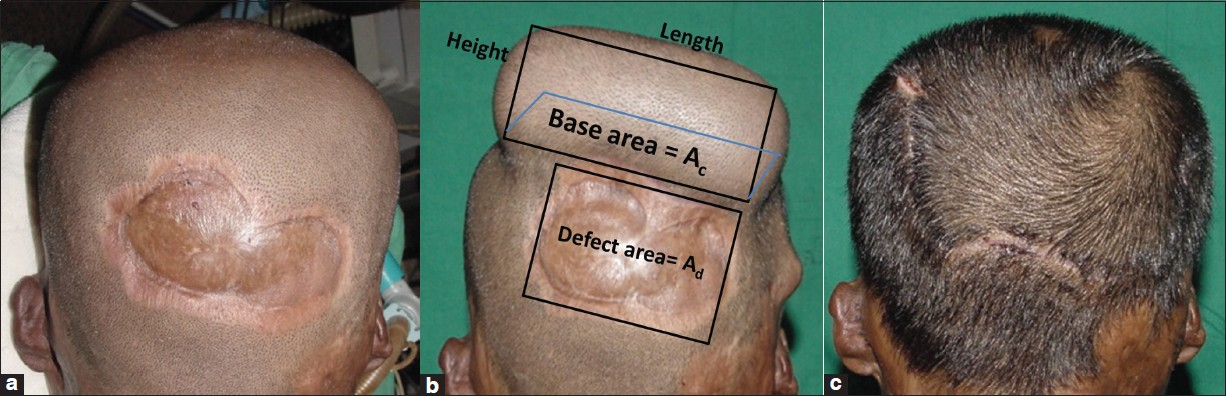 Height
Length
Base area = Ac
Defect area= Ad
a
b
c